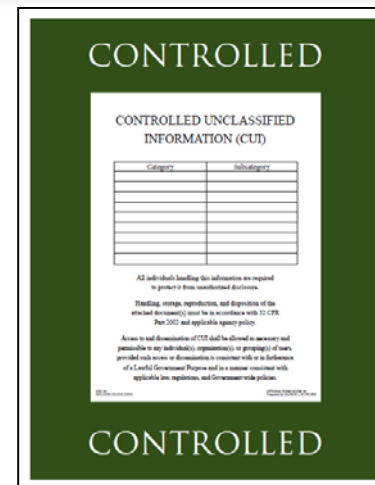 CONTROLLED
CONTROLLED UNCLASSIFIED
INFORMATION (CUI)
Category Subcategory
All individuals handling this information are required
to protect it from unauthorized disclosure.
Handling, storage, reproduction, and disposition of the
attached document(s) must be in accordance with 32 CFR
Part 2002 and applicable agency policy.
Access to and dissemination of CUI shall be allowed as necessary and
permissible to any individual(s), organization(s), or grouping(s) of users,
provided such access or dissemination is consistent with or in furtherance
of a Lawful Government Purpose and in a manner consistent with
applicable law, regulations, and Government-wide policies.
CONTROLLED